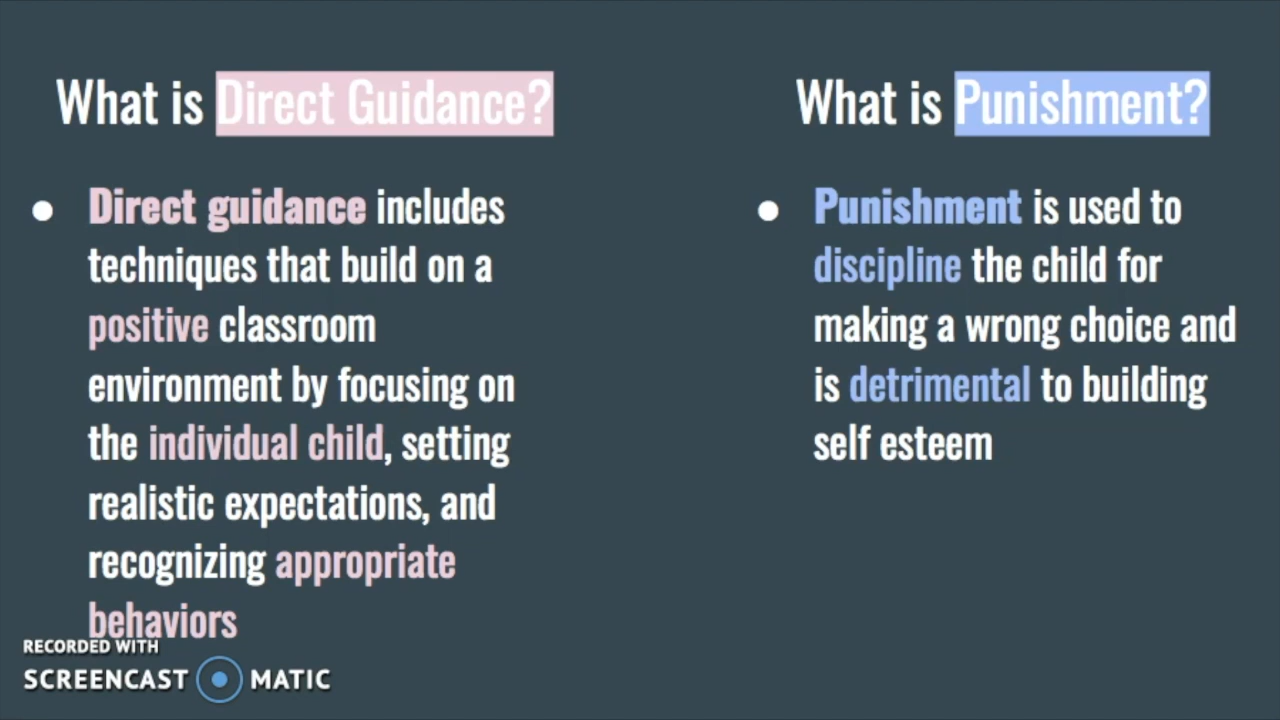 What is Direct Guidance?
● Direct guidance includes
techniques that build on a
positive classroom
environment by focusing on
the individual child, setting
realistic expectations, and
recognizing appropriate
behaviors
What is Punishment?
● Punishment is used to
discipline the child for
making a wrong choice and
is detrimental to building
self esteem
RECORDED WITH
SCREENCAST MATIC